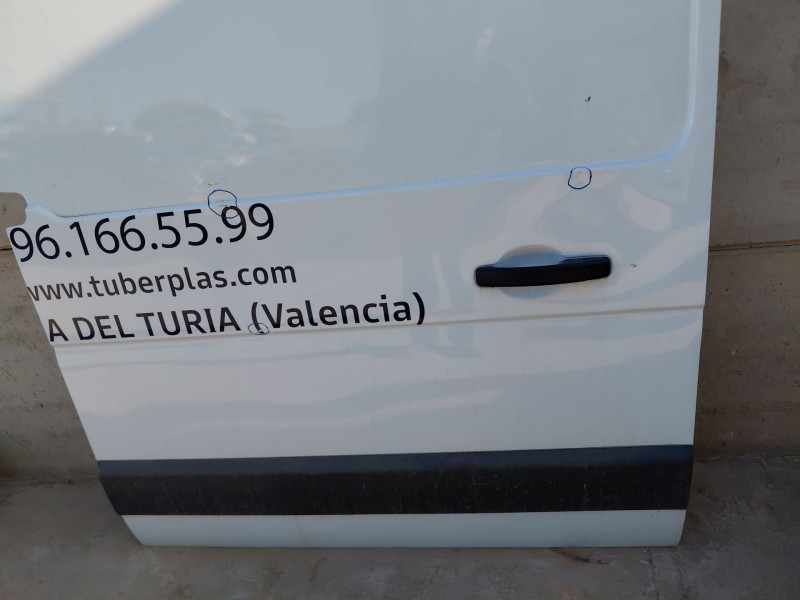 96.166.55.99
www.tuberplas.com
A DEL TURIA (Valencia)